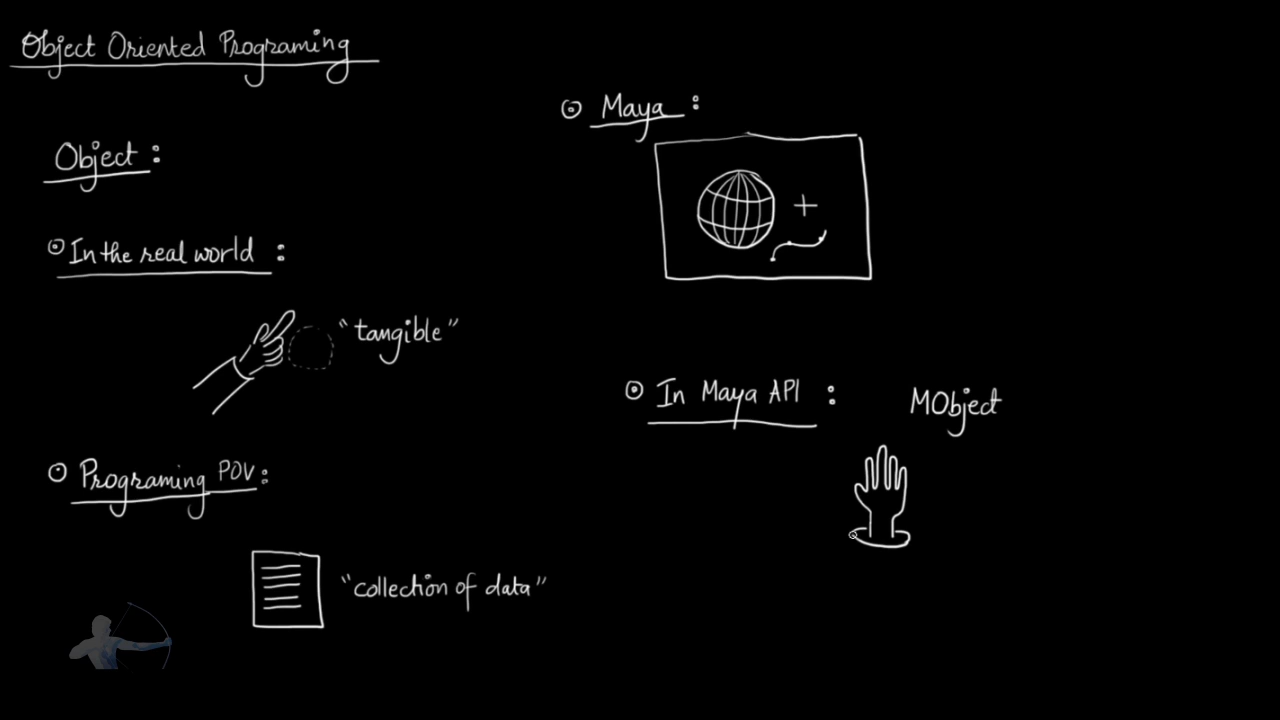 Object Oriented Programing
Object :
In the real world :
"tangible"
Programing POV :
"collection of data"
Maya :
In Maya API :
MObject